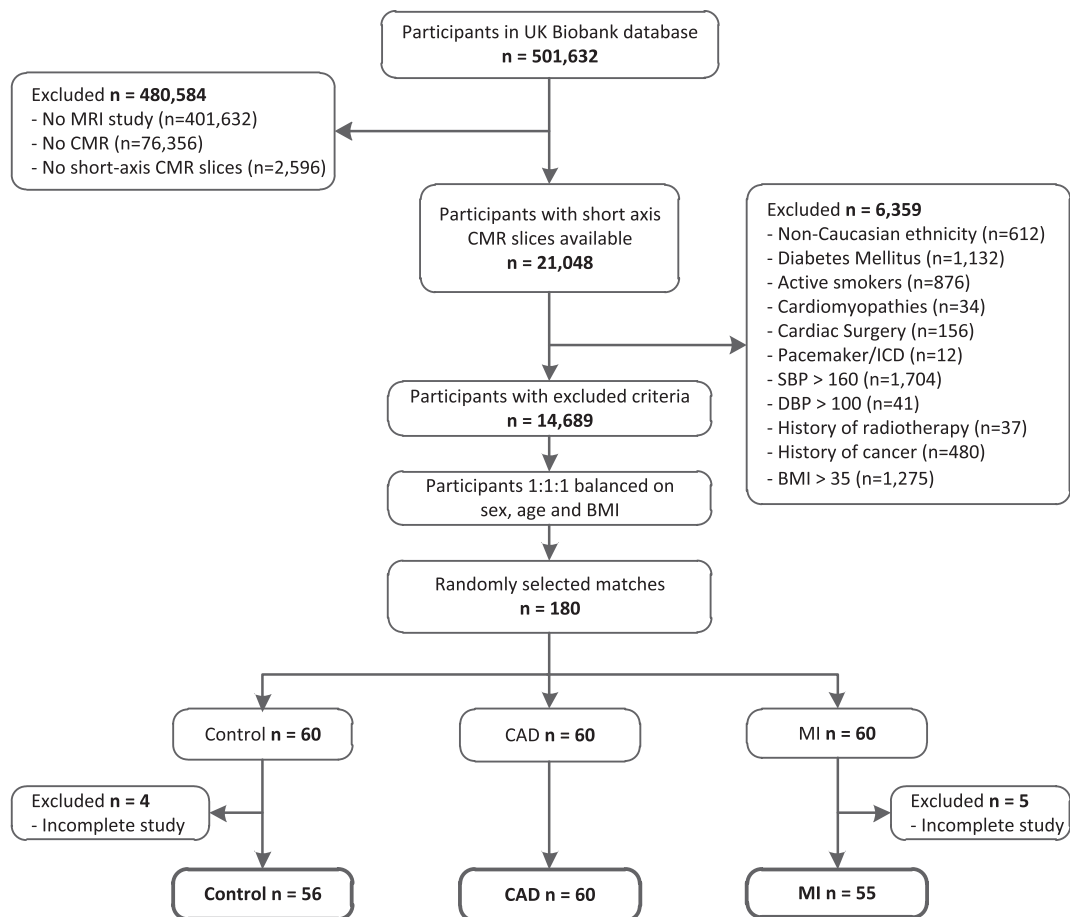 Participants in UK Biobank database
n = 501,632
Excluded n = 480,584
- No MRI study (n=401,632)
- No CMR (n=76,356)
- No short-axis CMR slices (n=2,596)
Participants with short axis
CMR slices available
n = 21,048
Excluded n = 6,359
- Non-Caucasian ethnicity (n=612)
- Diabetes Mellitus (n=1,132)
- Active smokers (n=876)
- Cardiomyopathies (n=34)
- Cardiac Surgery (n=156)
- Pacemaker/ICD (n=12)
- SBP > 160 (n=1,704)
- DBP > 100 (n=41)
- History of radiotherapy (n=37)
- History of cancer (n=480)
- BMI > 35 (n=1,275)
Participants with excluded criteria
n = 14,689
Participants 1:1:1 balanced on
sex, age and BMI
Randomly selected matches
n = 180
Control n = 60
CAD n = 60
MI n = 60
Excluded n = 4
- Incomplete study
Excluded n = 5
- Incomplete study
Control n = 56
CAD n = 60
MI n = 55